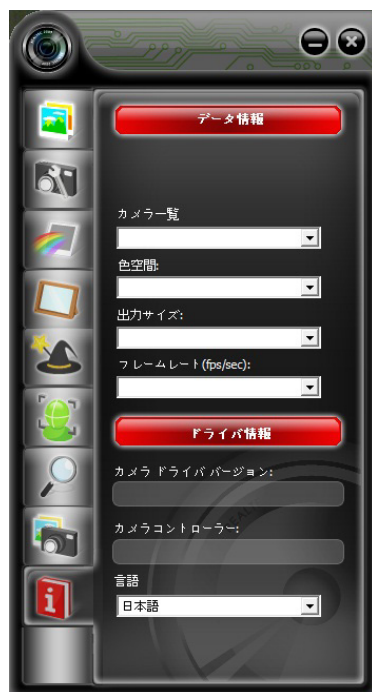 データ情報
カメラ一覧
色空間:
出力サイズ:
フレームレート(fps/sec):
ドライバ情報
カメラ ドライババージョン:
カメラコントローラー:
言語
日本語